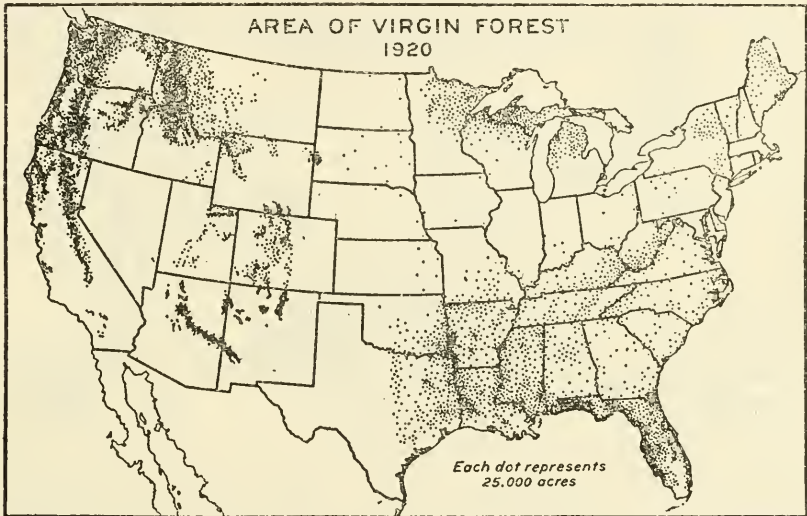 AREA OF VIRGIN FOREST
1920
Each dot represents
25.000 acres